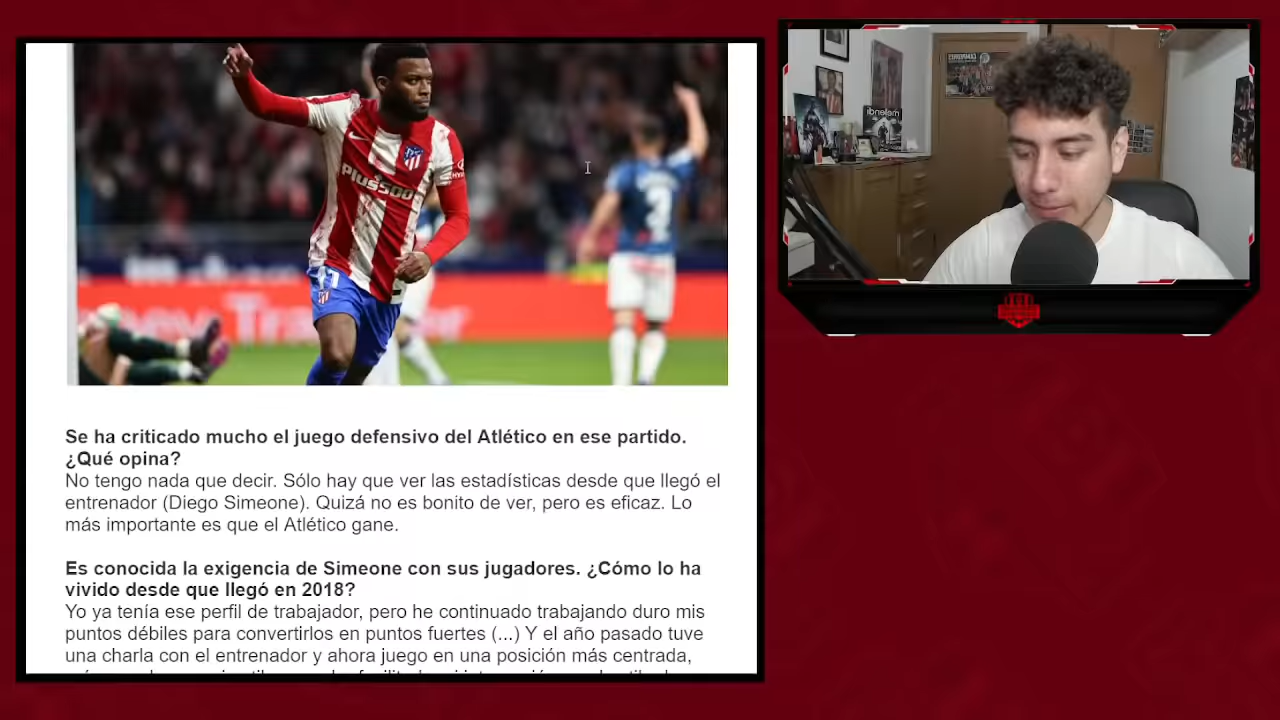 PLUS500
11
3
Se ha criticado mucho el juego defensivo del Atlético en ese partido.
¿Qué opina?
No tengo nada que decir. Sólo hay que ver las estadísticas desde que llegó el
entrenador (Diego Simeone). Quizá no es bonito de ver, pero es eficaz. Lo
más importante es que el Atlético gane.
Es conocida la exigencia de Simeone con sus jugadores. ¿Cómo lo ha
vivido desde que llegó en 2018?
Yo ya tenía ese perfil de trabajador, pero he continuado trabajando duro mis
puntos débiles para convertirlos en puntos fuertes (...) Y el año pasado tuve
una charla con el entrenador y ahora juego en una posición más centrada,
melendi